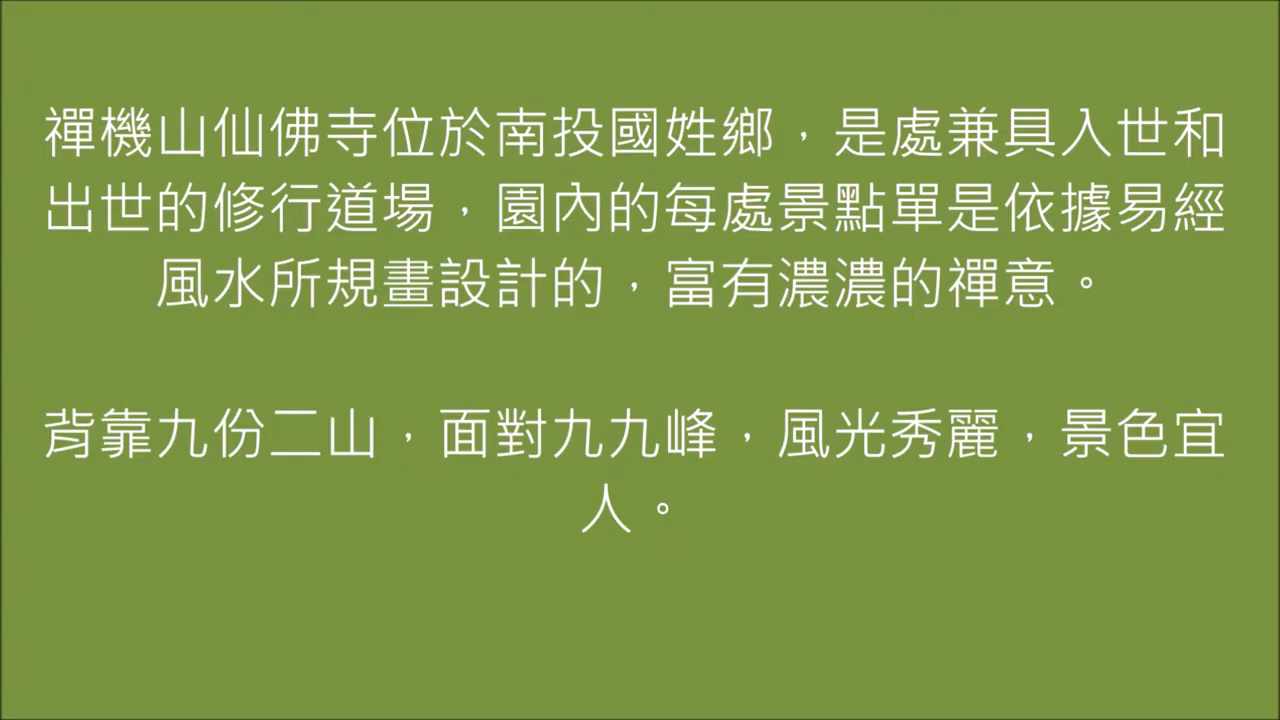 禪機山仙佛寺位於南投國姓鄉，是處兼具入世和
出世的修行道場，園內的每處景點單是依據易經
風水所規畫設計的，富有濃濃的禪意。
背靠九份二山，面對九九峰，風光秀麗，景色宜
人。